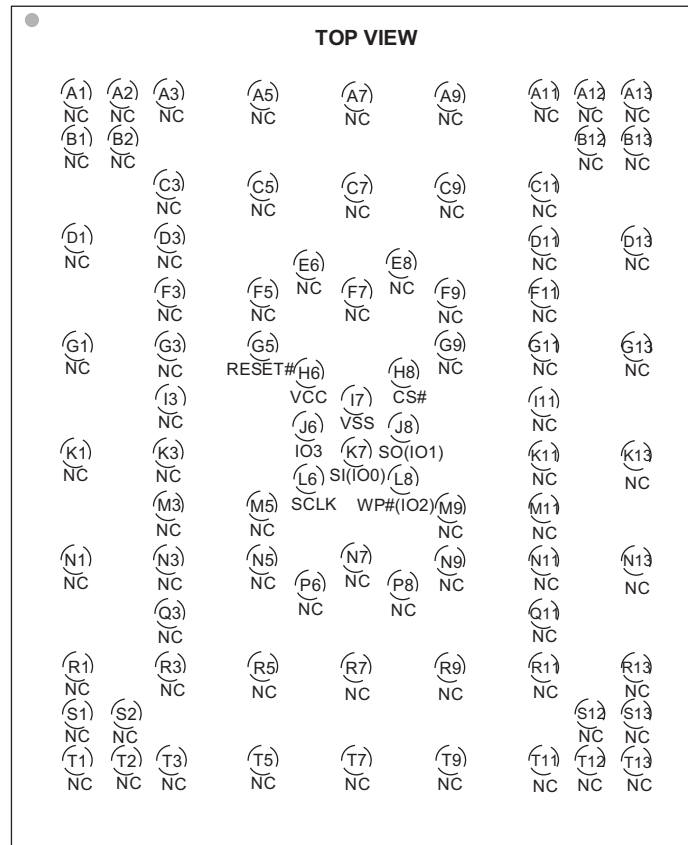 TOP VIEW
A1 A2 A3 A5 A7 A9 A11 A12 A13
NC NC NC NC NC NC NC NC NC
B1 B2 B12 B13
NC NC NC NC
C3 C5 C7 C9 C11
NC NC NC NC NC
D1 D3 D11 D13
NC NC NC NC
E6 E8
NC NC
F3 F5 F7 F9 F11
NC NC NC NC NC
G1 G3 G5 G9 G11 G13
NC NC RESET# NC NC NC
H6 H8
VCC CS#
I3 I7 I11
NC VSS NC
J6 J8
IO3 SO(IO1)
K1 K3 K7 K11 K13
NC NC SI(IO0) NC NC
L6 L8
SCLK WP#(IO2)
M3 M5 M9 M11
NC NC NC NC
N1 N3 N5 N7 N9 N11 N13
NC NC NC NC NC NC NC
P6 P8
NC NC
Q3 Q11
NC NC
R1 R3 R5 R7 R9 R11 R13
NC NC NC NC NC NC NC
S1 S2 S12 S13
NC NC NC NC
T1 T2 T3 T5 T7 T9 T11 T12 T13
NC NC NC NC NC NC NC NC NC